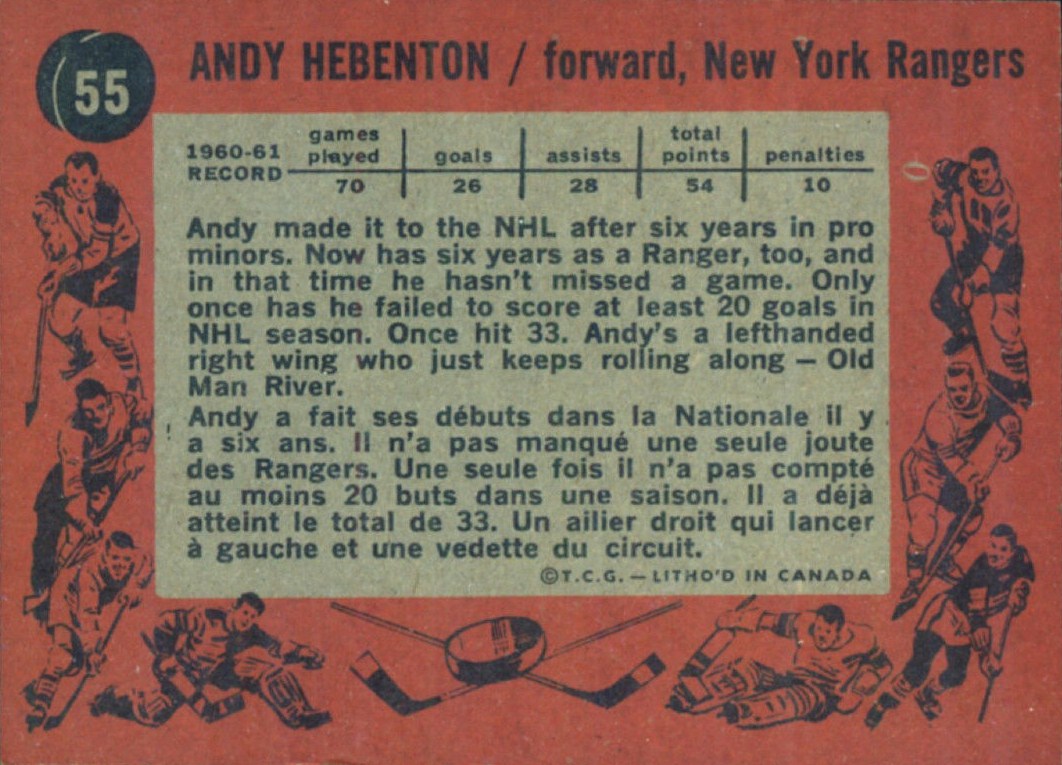 55
ANDY HEBENTON / forward, New York Rangers
1960-61 RECORD games played goals assists total points penalties
70 26 28 54 10
Andy made it to the NHL after six years in pro
minors. Now has six years as a Ranger, too, and
in that time he hasn't missed a game. Only
once has he failed to score at least 20 goals in
NHL season. Once hit 33. Andy's a lefthanded
right wing who just keeps rolling along — Old
Man River.
Andy a fait ses débuts dans la Nationale il y
a six ans. Il n'a pas manqué une seule joute
des Rangers. Une seule fois il n'a pas compté
au moins 20 buts dans une saison. Il a déjà
atteint le total de 33. Un ailier droit qui lancer
à gauche et une vedette du circuit.
©T.C.G. — LITHO'D IN CANADA